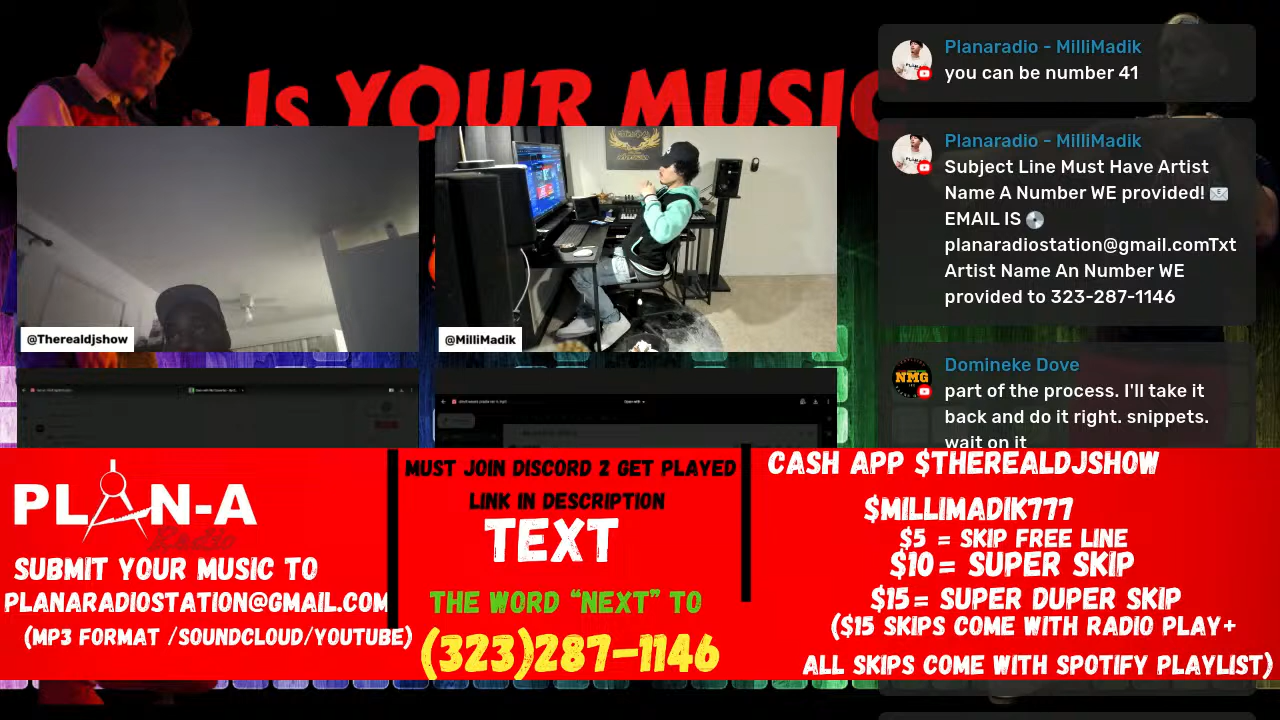 Is YOUR MUSIC
Planaradio - MilliMadik
you can be number 41
Planaradio - MilliMadik
Subject Line Must Have Artist
Name A Number WE provided! 📧
EMAIL IS 💿
planaradiostation@gmail.comTxt
Artist Name An Number WE
provided to 323-287-1146
NMG
Domineke Dove
part of the process. I'll take it
back and do it right. snippets.
wait on it
@Therealdjshow
@MilliMadik
PLAN-A
Radio
SUBMIT YOUR MUSIC TO
PLANARADIOSTATION@GMAIL.COM
(MP3 FORMAT /SOUNDCLOUD/YOUTUBE)
MUST JOIN DISCORD 2 GET PLAYED
LINK IN DESCRIPTION
TEXT
THE WORD “NEXT” TO
(323)287-1146
CASH APP $THEREALDJSHOW
$MILLIMADIK777
$5 = SKIP FREE LINE
$10 = SUPER SKIP
$15 = SUPER DUPER SKIP
($15 SKIPS COME WITH RADIO PLAY+
ALL SKIPS COME WITH SPOTIFY PLAYLIST)